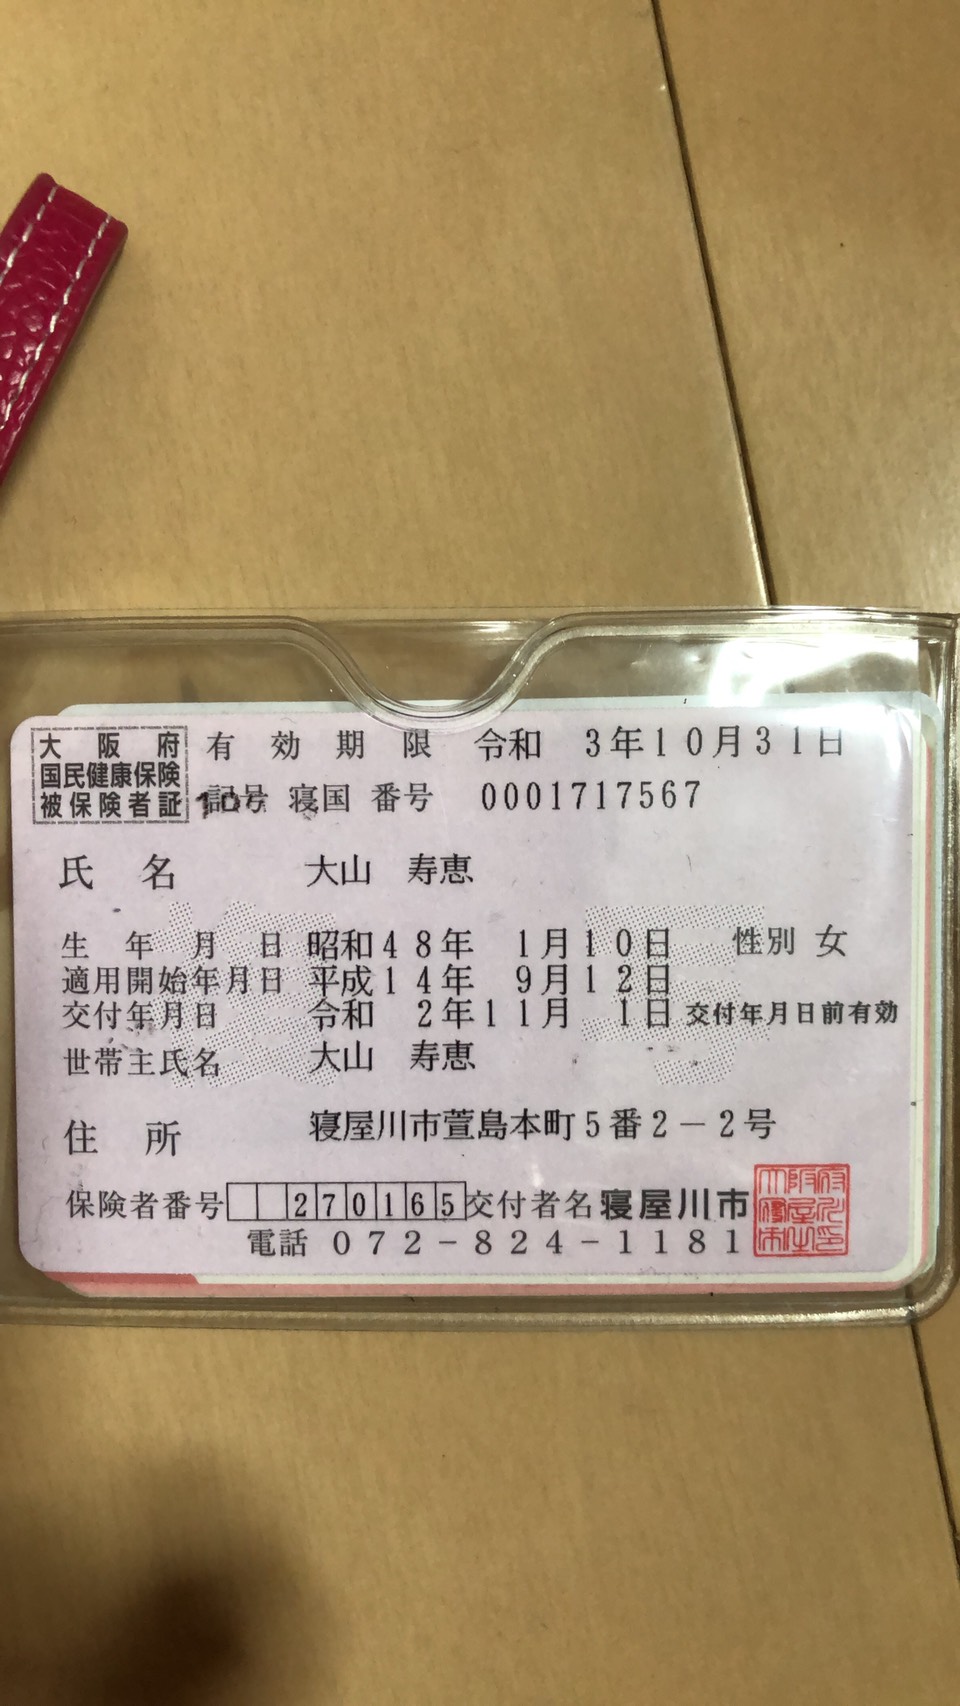 大阪府
国民健康保険
被保険者証
有効期限 令和 3年10月31日
記号 寝国 番号 0001717567
氏名 大山 寿恵
生年月日 昭和48年 1月10日 性別 女
適用開始年月日 平成14年 9月12日
交付年月日 令和 2年11月 1日 交付年月日前有効
世帯主氏名 大山 寿恵
住所 寝屋川市萱島本町5番2-2号
保険者番号 270165 交付者名 寝屋川市
電話 072-824-1181